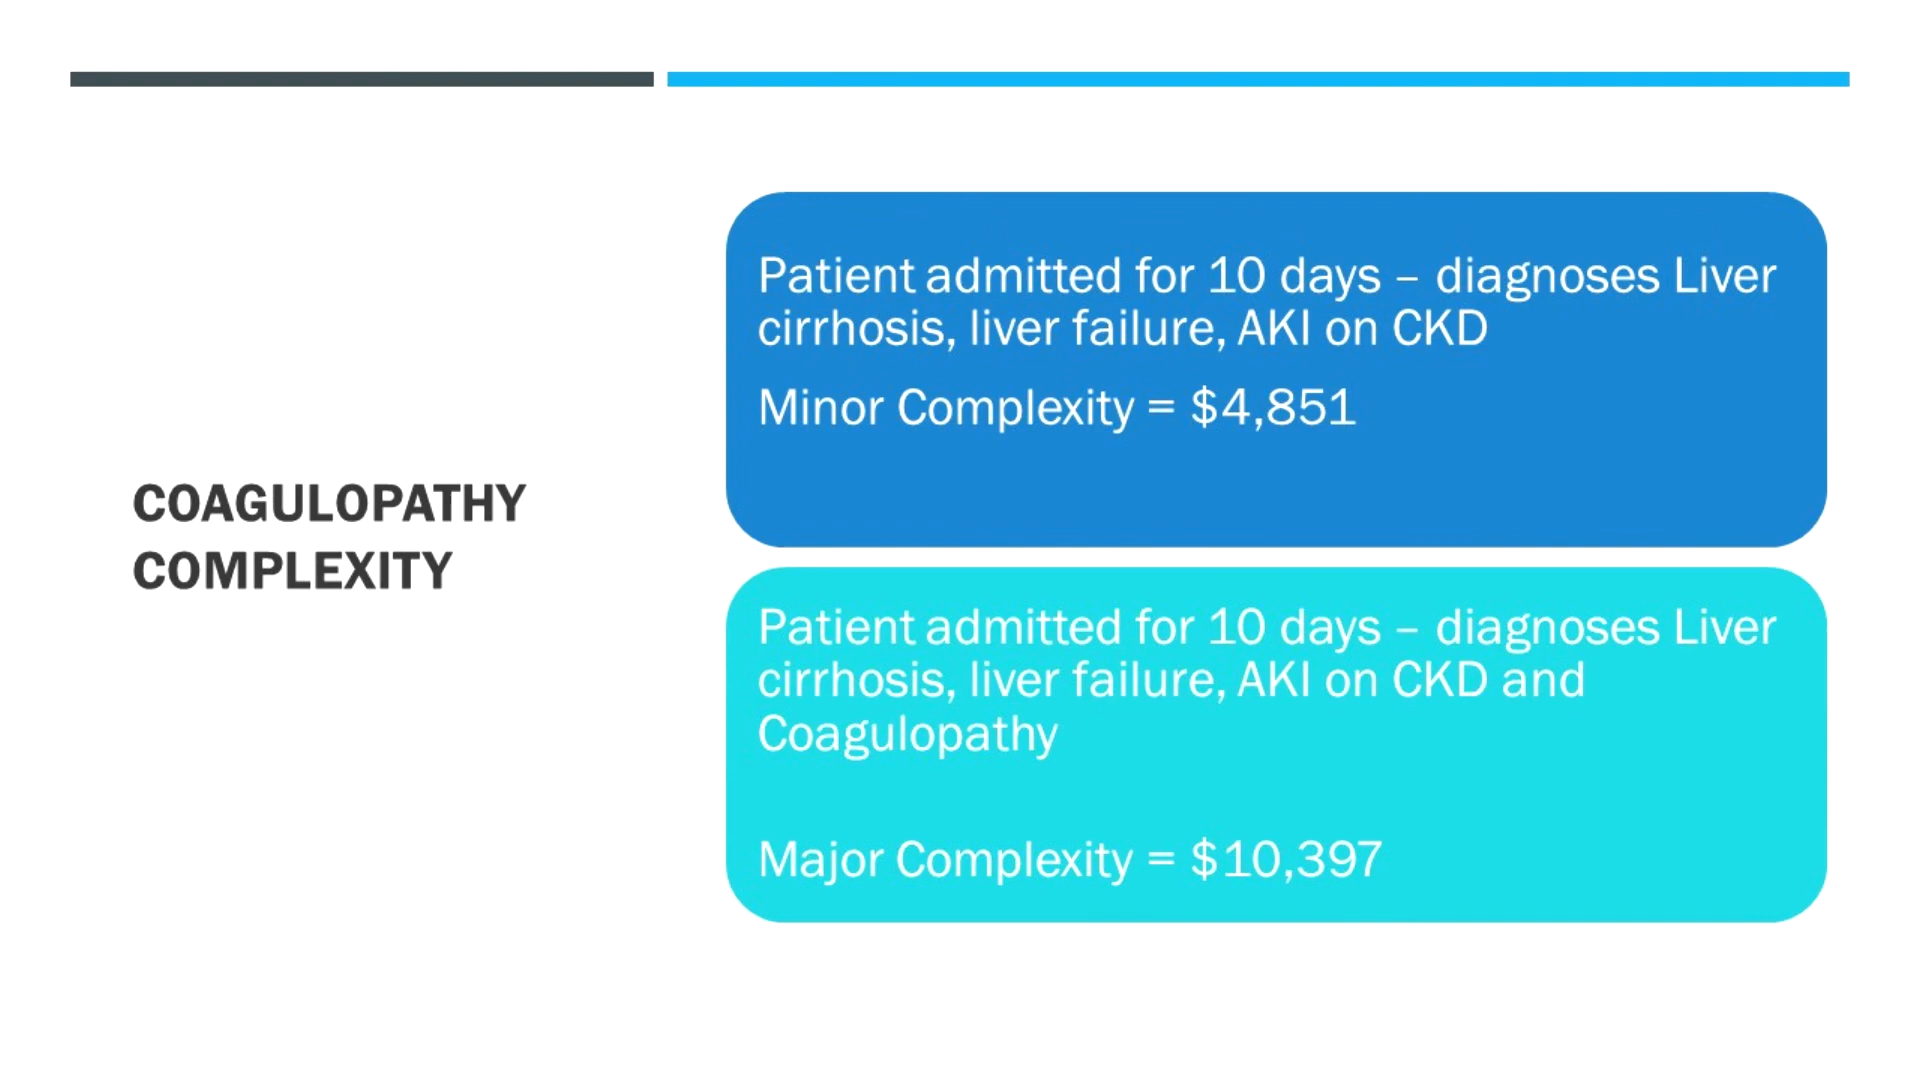 COAGULOPATHY
COMPLEXITY
Patient admitted for 10 days – diagnoses Liver
cirrhosis, liver failure, AKI on CKD
Minor Complexity = $4,851
Patient admitted for 10 days – diagnoses Liver
cirrhosis, liver failure, AKI on CKD and
Coagulopathy
Major Complexity = $10,397